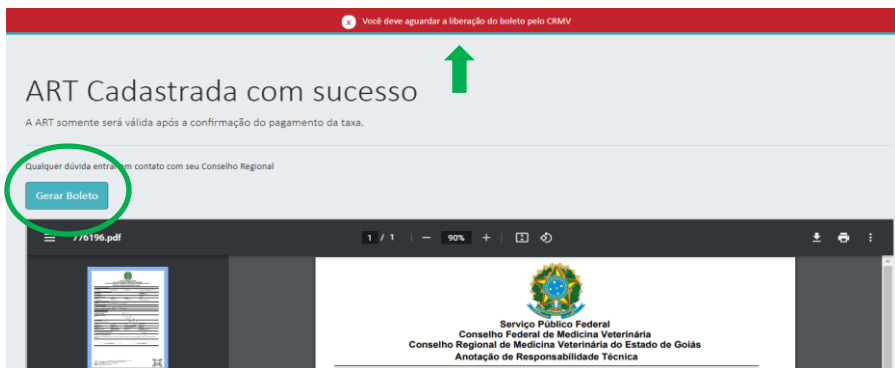 Você deve aguardar a liberação do boleto pelo CRMV
ART Cadastrada com sucesso
A ART somente será válida após a confirmação do pagamento da taxa.
Qualquer dúvida entrar em contato com seu Conselho Regional
Gerar Boleto
776196.pdf
1 / 1
90%
Serviço Público Federal
Conselho Federal de Medicina Veterinária
Conselho Regional de Medicina Veterinária do Estado de Goiás
Anotação de Responsabilidade Técnica